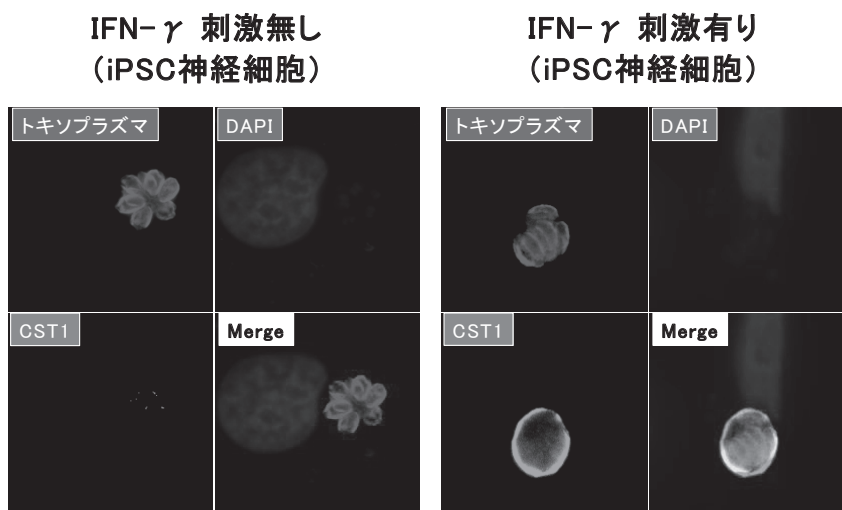 IFN-γ 刺激無し
（iPSC神経細胞）
トキソプラズマ
DAPI
CST1
Merge
IFN-γ 刺激有り
（iPSC神経細胞）
トキソプラズマ
DAPI
CST1
Merge